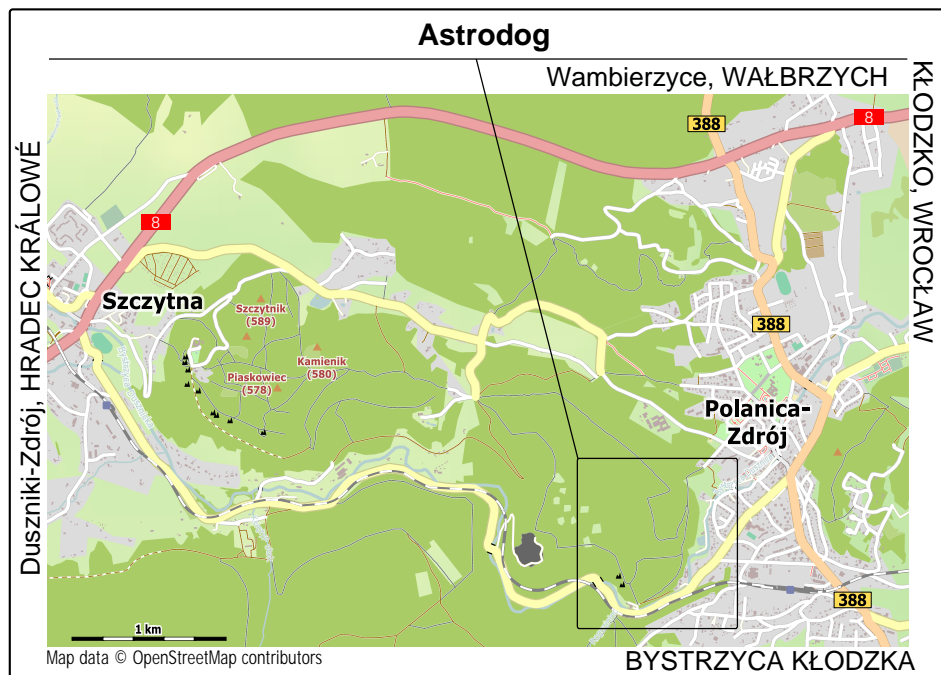 Astrodog
Wambierzyce, WAŁBRZYCH
KŁODZKO, WROCŁAW
Duszniki-Zdrój, HRADEC KRÁLOWÉ
388
8
8
Szczytna
Szczytnik
(589)
Kamienik
(580)
Piaskowiec
(578)
388
Polanica-
Zdrój
388
1 km
Map data © OpenStreetMap contributors
BYSTRZYCA KŁODZKA